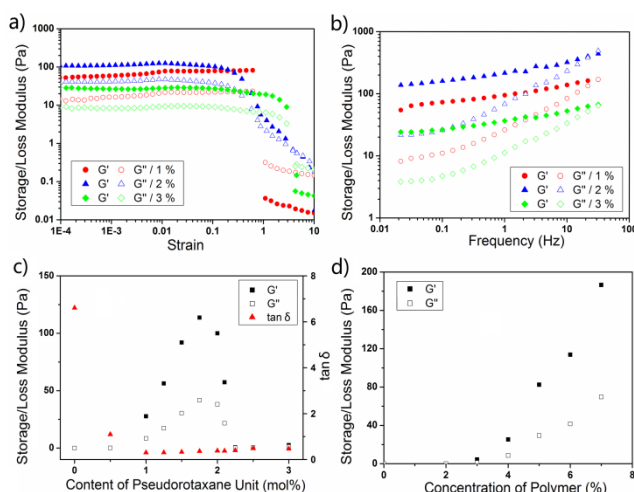 a)
Storage/Loss Modulus (Pa)
1000
100
10
1
0.1
0.01
1E-4
1E-3
0.01
0.1
1
10
Strain
G' G'' / 1 %
G' G'' / 2 %
G' G'' / 3 %
b)
Storage/Loss Modulus (Pa)
1000
100
10
1
0.01
0.1
1
10
100
Frequency (Hz)
G' G'' / 1 %
G' G'' / 2 %
G' G'' / 3 %
c)
Storage/Loss Modulus (Pa)
150
100
50
0
0
1
2
3
Content of Pseudorotaxane Unit (mol%)
8
6
4
2
0
tan δ
G'
G''
tan δ
d)
Storage/Loss Modulus (Pa)
200
160
120
80
40
0
0
2
4
6
8
Concentration of Polymer (%)
G'
G''